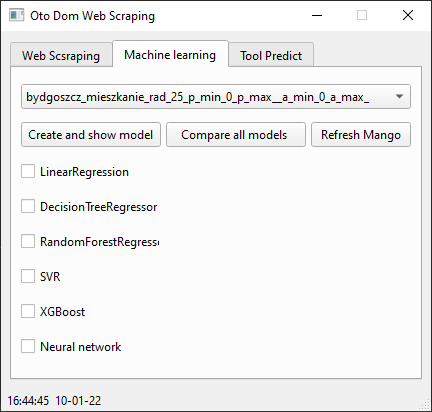 Oto Dom Web Scraping
Web Scsraping Machine learning Tool Predict
bydgoszcz_mieszkanie_rad_25_p_min_0_p_max__a_min_0_a_max_
Create and show model Compare all models Refresh Mango
LinearRegression
DecisionTreeRegressor
RandomForestRegresso
SVR
XGBoost
Neural network
16:44:45 10-01-22